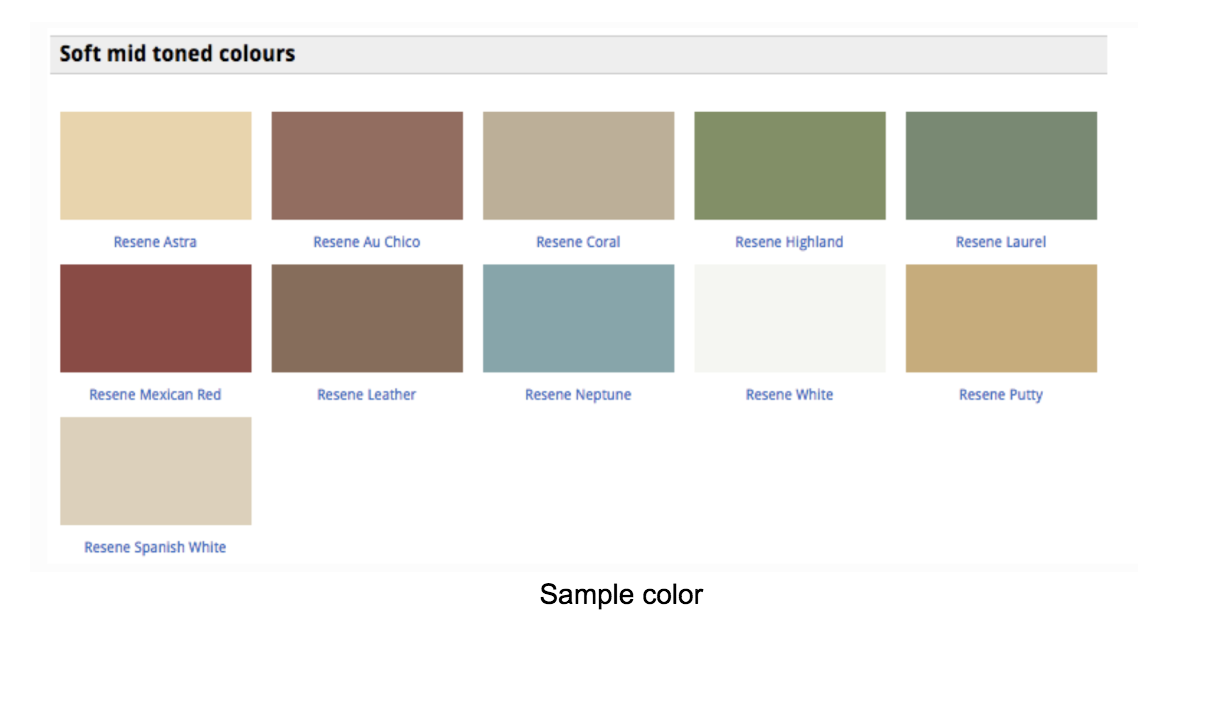 Soft mid toned colours
Resene Astra
Resene Au Chico
Resene Coral
Resene Highland
Resene Laurel
Resene Mexican Red
Resene Leather
Resene Neptune
Resene White
Resene Putty
Resene Spanish White
Sample color